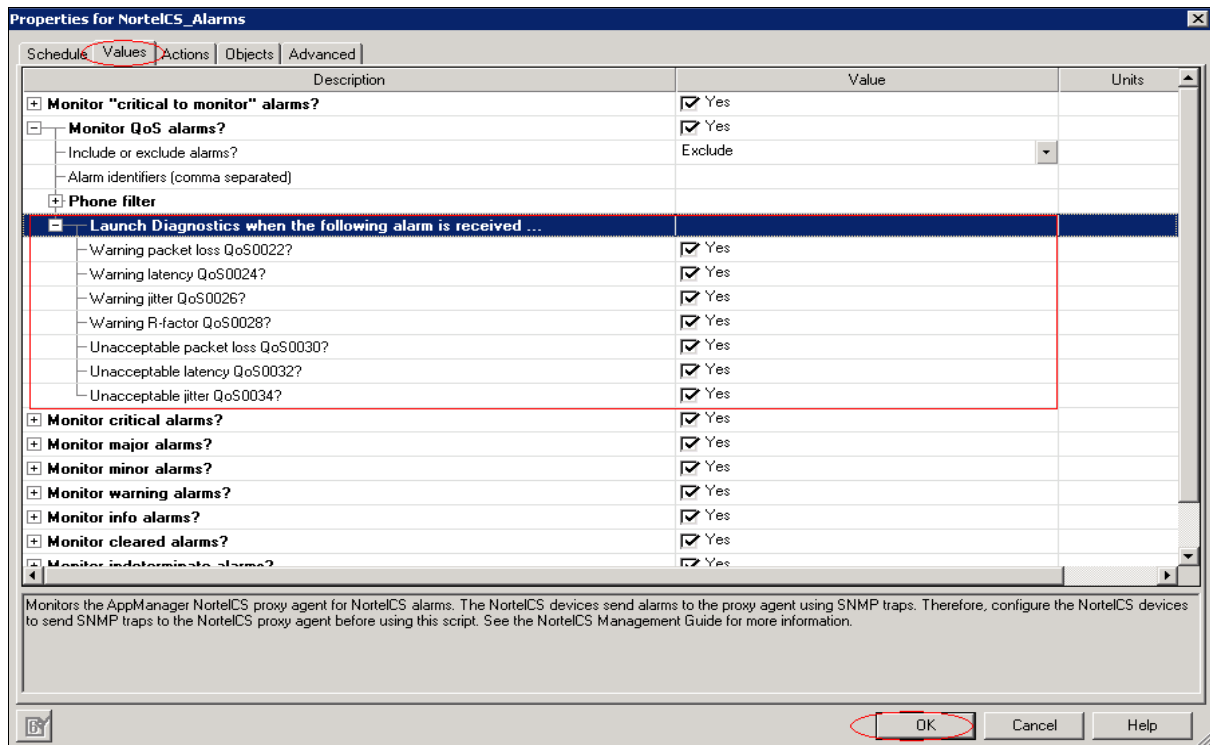 Properties for NortelCS_Alarms
Schedule Values Actions Objects Advanced
Description Value Units
Monitor "critical to monitor" alarms? Yes
Monitor QoS alarms? Yes
Include or exclude alarms? Exclude
Alarm identifiers (comma separated)
Phone filter
Launch Diagnostics when the following alarm is received ...
Warning packet loss QoS0022? Yes
Warning latency QoS0024? Yes
Warning jitter QoS0026? Yes
Warning R-factor QoS0028? Yes
Unacceptable packet loss QoS0030? Yes
Unacceptable latency QoS0032? Yes
Unacceptable jitter QoS0034? Yes
Monitor critical alarms? Yes
Monitor major alarms? Yes
Monitor minor alarms? Yes
Monitor warning alarms? Yes
Monitor info alarms? Yes
Monitor cleared alarms? Yes
Monitor indeterminate alarms? Yes
Monitors the AppManager NortelCS proxy agent for NortelCS alarms. The NortelCS devices send alarms to the proxy agent using SNMP traps. Therefore, configure the NortelCS devices
to send SNMP traps to the NortelCS proxy agent before using this script. See the NortelCS Management Guide for more information.
OK Cancel Help